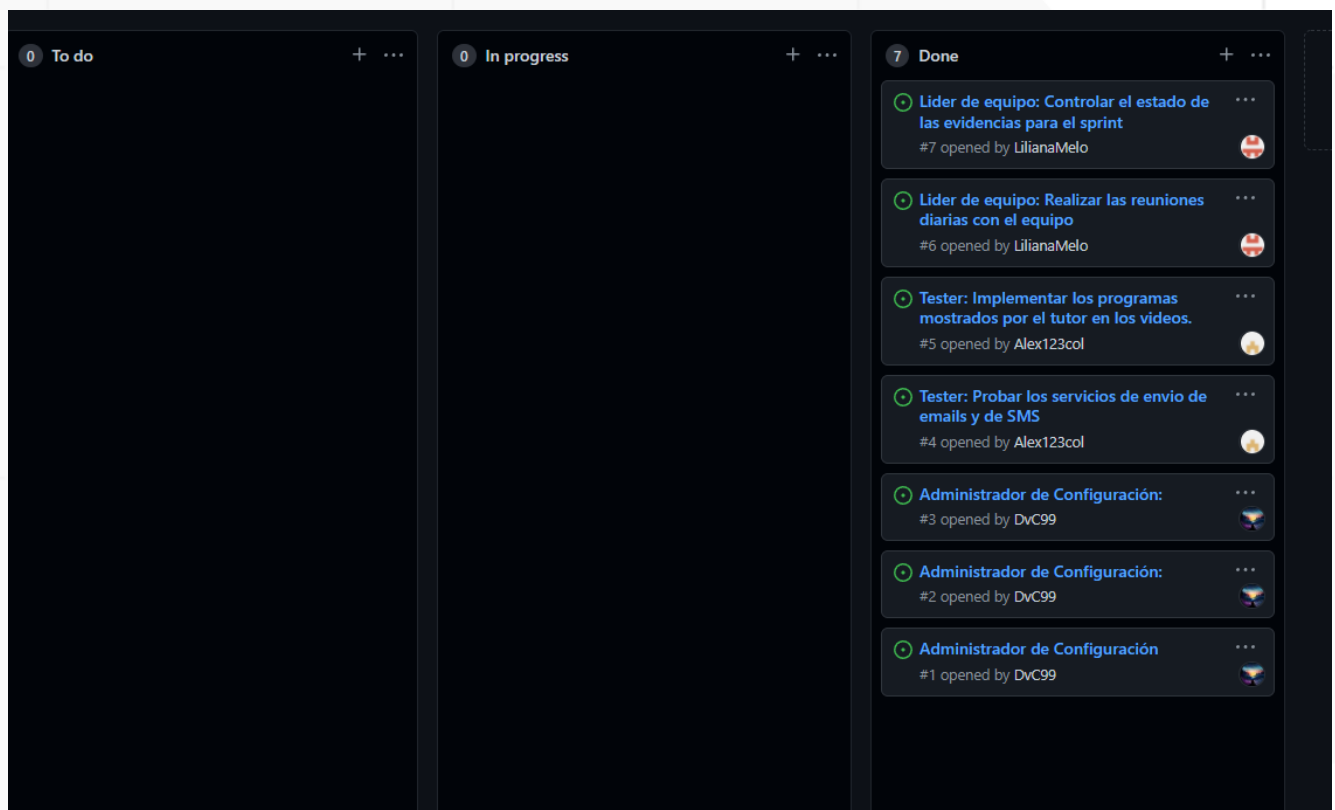 0 To do
0 In progress
7 Done
Lider de equipo: Controlar el estado de
las evidencias para el sprint
#7 opened by LilianaMelo
Lider de equipo: Realizar las reuniones
diarias con el equipo
#6 opened by LilianaMelo
Tester: Implementar los programas
mostrados por el tutor en los videos.
#5 opened by Alex123col
Tester: Probar los servicios de envio de
emails y de SMS
#4 opened by Alex123col
Administrador de Configuración:
#3 opened by DvC99
Administrador de Configuración:
#2 opened by DvC99
Administrador de Configuración
#1 opened by DvC99